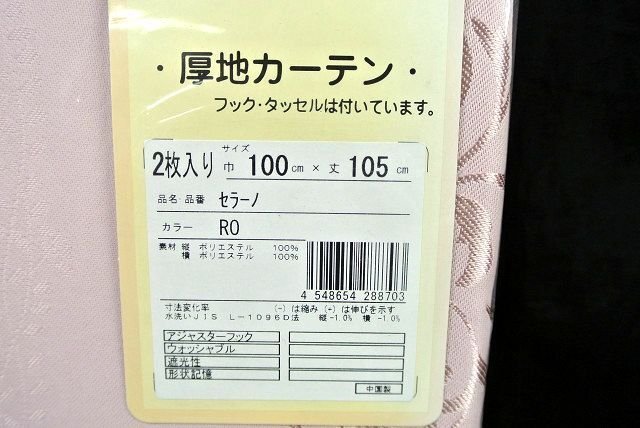 ・厚地カーテン・
フック・タッセルは付いています。
サイズ
2枚入り 巾 100cm × 丈 105cm
品名・品番 セラーノ
カラー RO
素材 縦 ポリエステル 100%
横 ポリエステル 100%
4 548654 288703
寸法変化率 (-)は縮み (+)は伸びを示す
水洗いJIS L-1096D法 縦-1.0% 横-1.0%
アジャスターフック
ウォッシャブル
遮光性
形状記憶
中国製